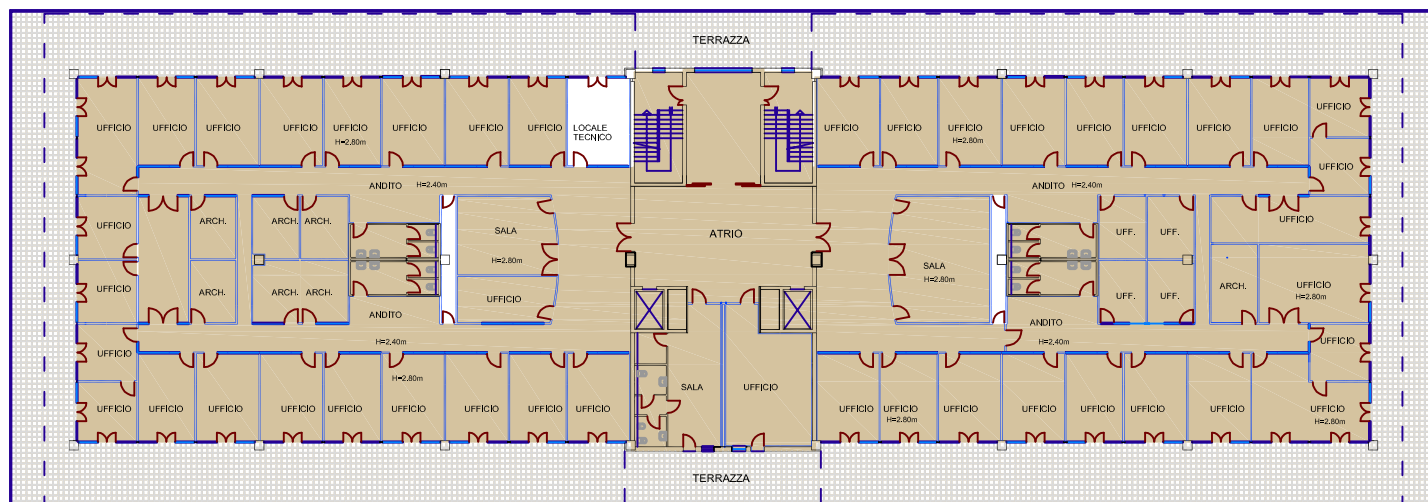 TERRAZZA
UFFICIO
UFFICIO
UFFICIO
UFFICIO
UFFICIO
H=2.80m
UFFICIO
UFFICIO
UFFICIO
LOCALE
TECNICO
UFFICIO
UFFICIO
UFFICIO
H=2.80m
UFFICIO
UFFICIO
UFFICIO
UFFICIO
UFFICIO
UFFICIO
UFFICIO
ANDITO
H=2.40m
ANDITO
H=2.40m
UFFICIO
ARCH.
ARCH.
ARCH.
SALA
H=2.80m
ATRIO
SALA
H=2.80m
UFF.
UFF.
UFFICIO
UFFICIO
ARCH.
ARCH.
ARCH.
UFFICIO
UFF.
UFF.
ARCH.
UFFICIO
H=2.80m
ANDITO
H=2.40m
ANDITO
H=2.40m
UFFICIO
UFFICIO
H=2.80m
SALA
UFFICIO
UFFICIO
UFFICIO
UFFICIO
UFFICIO
UFFICIO
UFFICIO
UFFICIO
UFFICIO
UFFICIO
UFFICIO
UFFICIO
UFFICIO
H=2.80m
UFFICIO
UFFICIO
UFFICIO
UFFICIO
UFFICIO
UFFICIO
H=2.80m
TERRAZZA